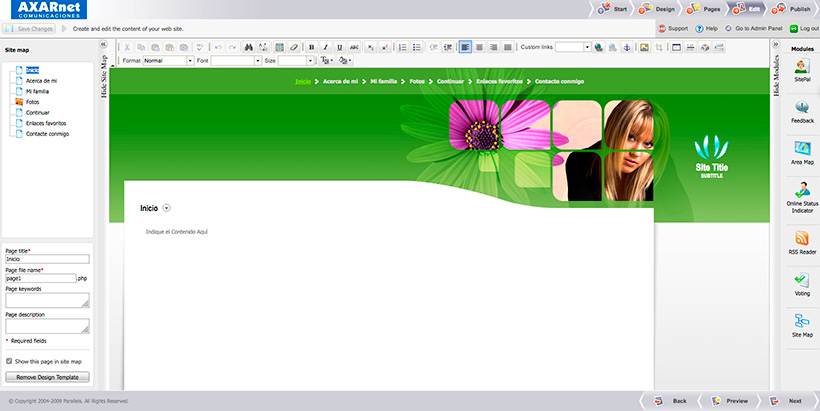 AXARnet
COMUNICACIONES
Start
Design
Pages
Edit
Publish
Save Changes
Create and edit the content of your web site.
Support
Help
Go to Admin Panel
Log out
Site map
Inicio
Acerca de mi
Mi familia
Fotos
Continuar
Enlaces favoritos
Contacte conmigo
Hide Site Map
Custom links
Format Normal Font Size
Inicio Acerca de mi Mi familia Fotos Continuar Enlaces favoritos Contacte conmigo
Site Title
SUBTITLE
Inicio
Indique el Contenido Aquí
Hide Modules
Modules
SitePal
Feedback
Area Map
Online Status
Indicator
RSS Reader
Voting
Site Map
Page title*
Inicio
Page file name*
page1 .php
Page keywords
Page description
* Required fields
Show this page in site map
Remove Design Template
© Copyright 2004-2009 Parallels. All Rights Reserved.
Back
Preview
Next